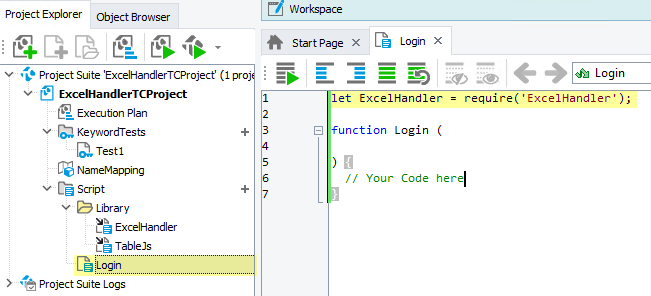 Project Explorer
Object Browser
Project Suite 'ExcelHandlerTCProject' (1 proje
ExcelHandlerTCProject
Execution Plan
KeywordTests
Test1
NameMapping
Script
Library
ExcelHandler
TableJs
Login
Project Suite Logs
Workspace
Start Page
Login
Login
1 let ExcelHandler = require('ExcelHandler');
2
3 function Login (
4
5 ) {
6 // Your Code here
7 }